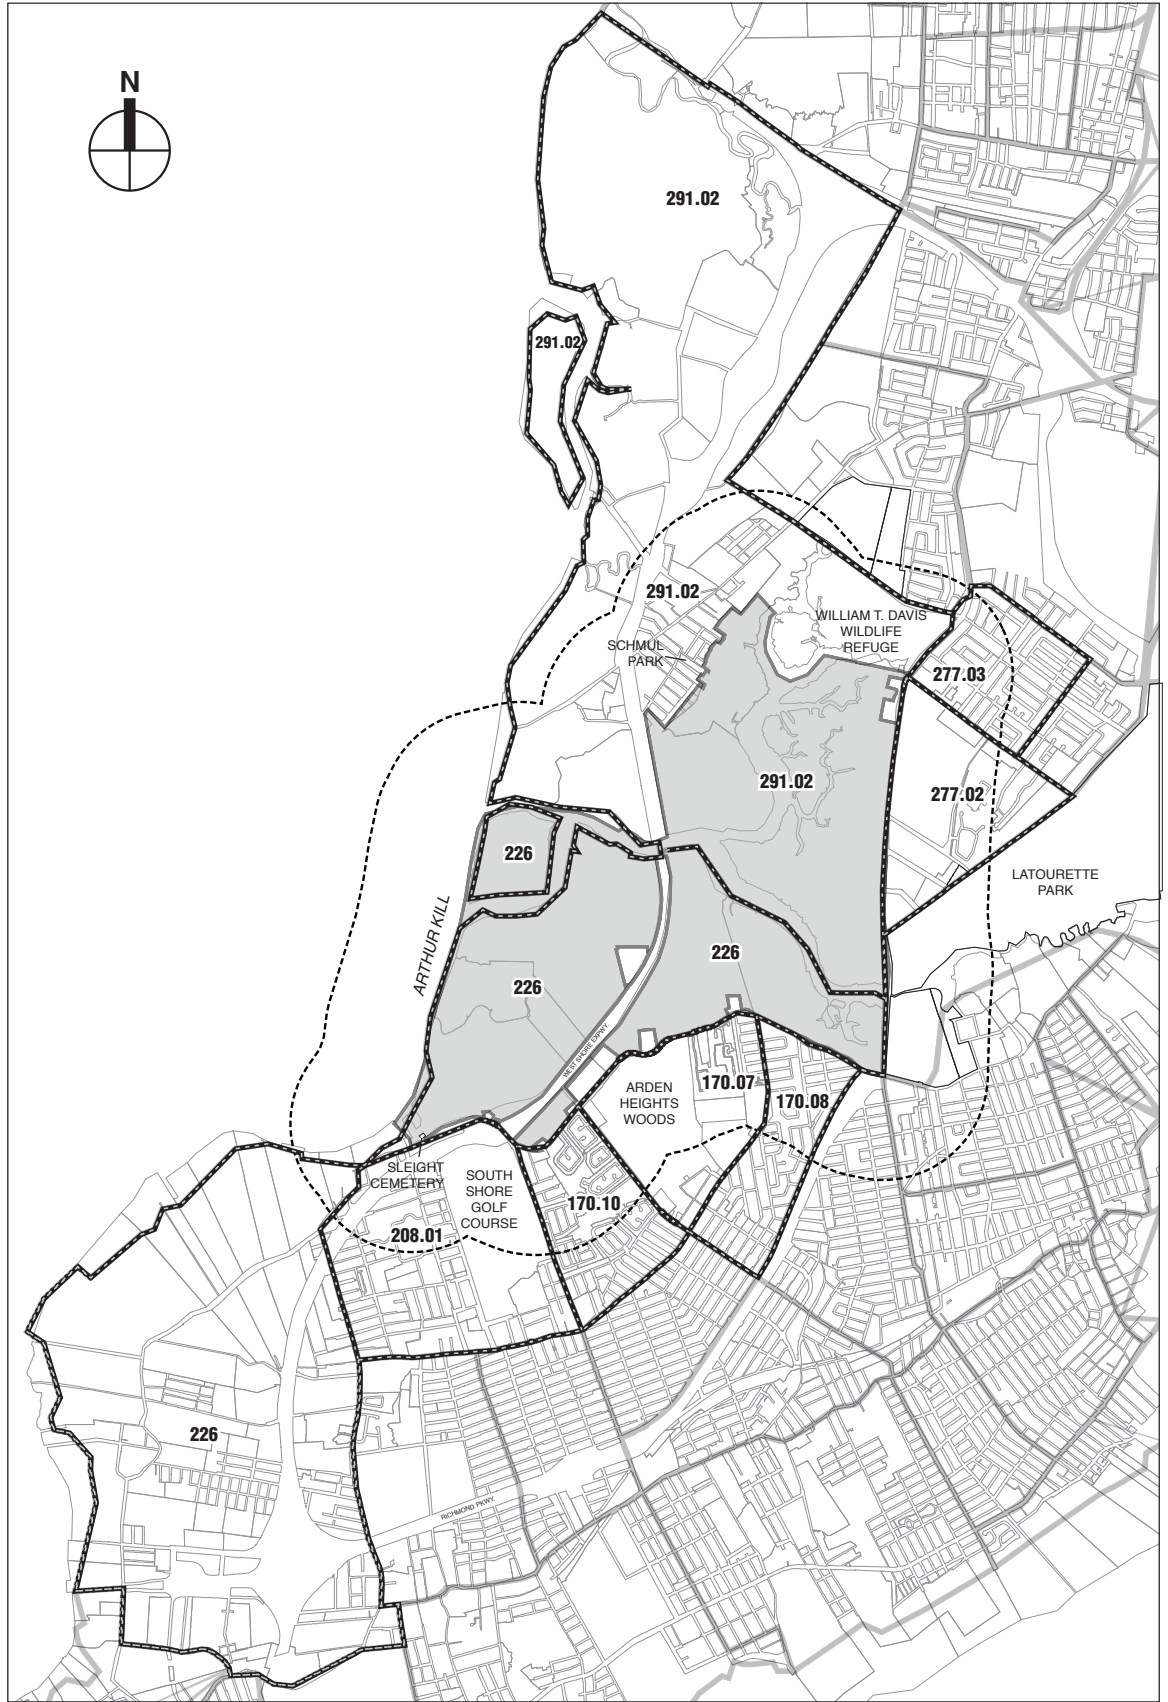 N
291.02
291.02
291.02
WILLIAM T. DAVIS
WILDLIFE
REFUGE
SCHMUL
PARK
277.03
291.02
277.02
226
LATOURETTE
PARK
ARTHUR KILL
226
226
WEST SHORE EXPWY.
170.07
ARDEN
HEIGHTS
WOODS
170.08
SLEIGHT
CEMETERY
SOUTH
SHORE
GOLF
COURSE
170.10
208.01
226
RICHMOND PKWY.